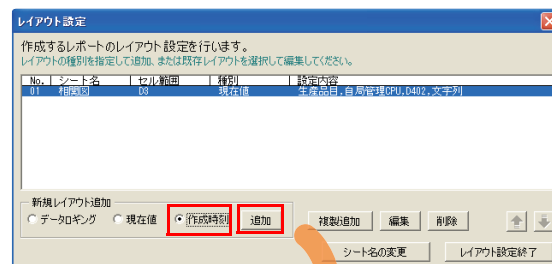 レイアウト設定
作成するレポートのレイアウト設定を行います。
レイアウトの種別を指定して追加、または既存レイアウトを選択して編集してください。
No. シート名 セル範囲 種別 設定内容
01 相関図 D3 現在値 生産品目,自局管理CPU,D402,文字列
新規レイアウト追加
データロギング 現在値 作成時刻 追加 複製追加 編集 削除
シート名の変更 レイアウト設定終了